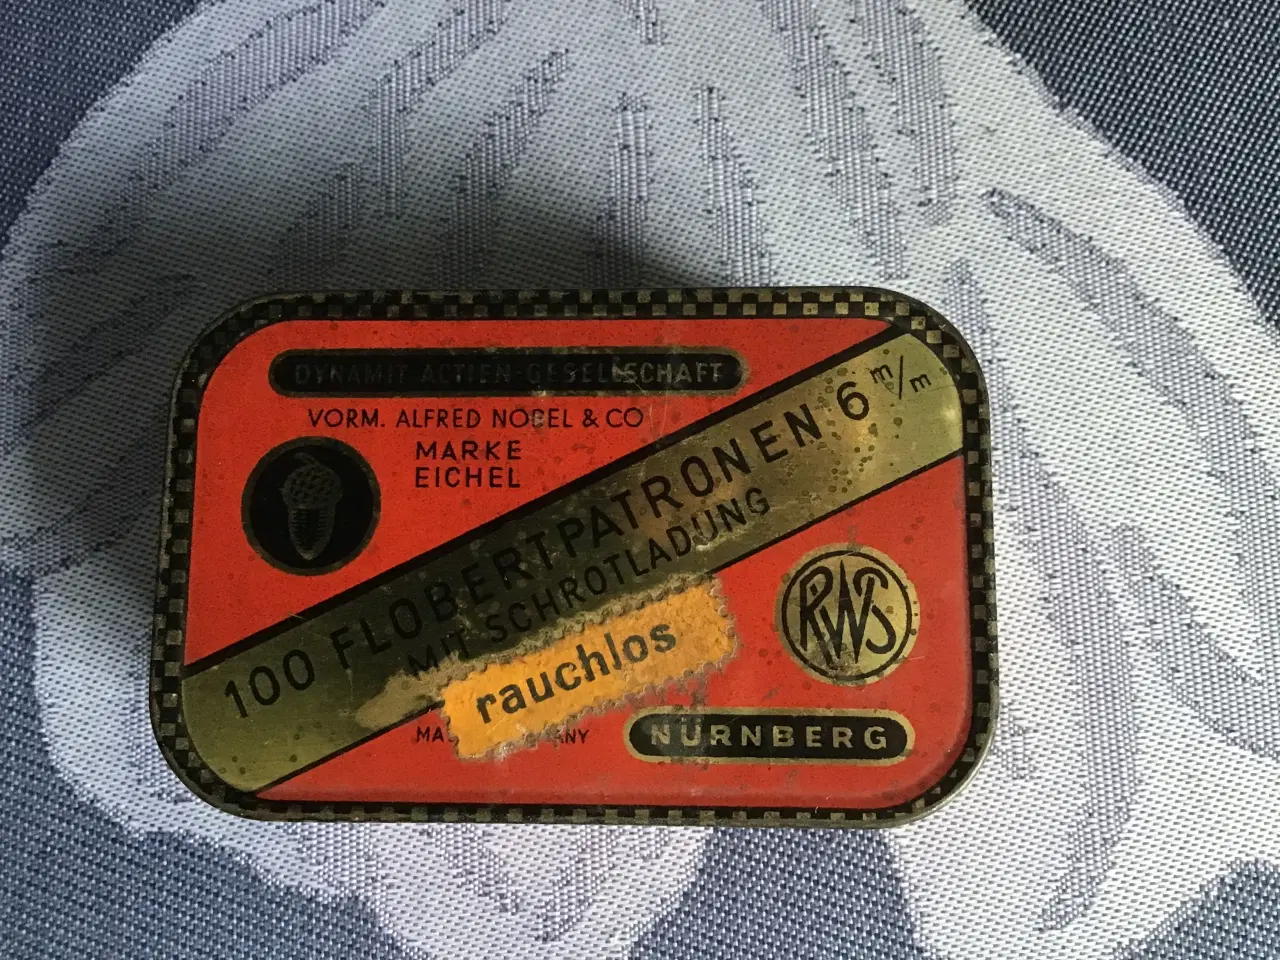 DYNAMIT ACTIEN-GESELLSCHAFT
VORM. ALFRED NOBEL & CO
MARKE
EICHEL
100 FLOBERTPATRONEN 6 m/m
MIT SCHROTLADUNG
rauchlos
RWS
NÜRNBERG